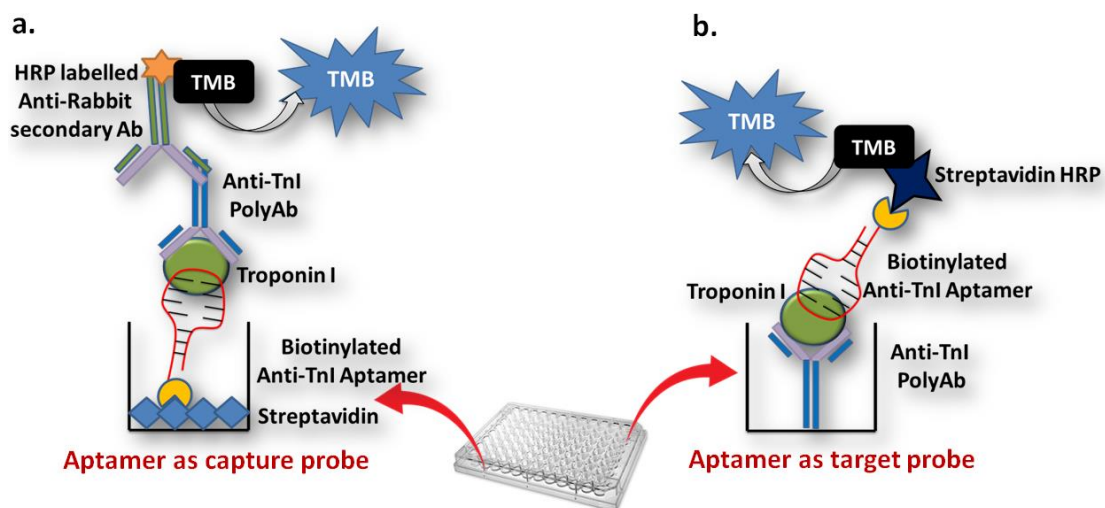 a.
HRP labelled
Anti-Rabbit
secondary Ab
TMB
TMB
Anti-TnI
PolyAb
Troponin I
Biotinylated
Anti-TnI Aptamer
Streptavidin
Aptamer as capture probe
b.
TMB
TMB
Streptavidin HRP
Biotinylated
Anti-TnI Aptamer
Troponin I
Anti-TnI
PolyAb
Aptamer as target probe